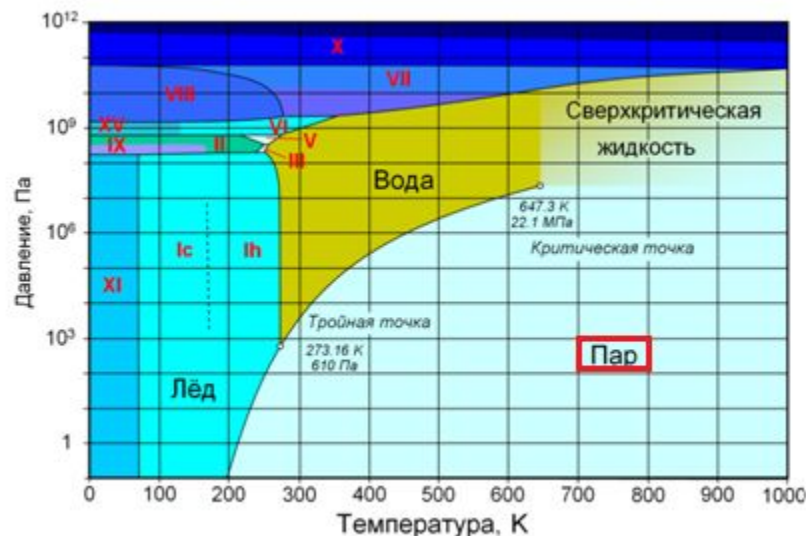 Давление, Па
10¹²
10⁹
10⁶
10³
1
X
VIII
VII
XV
VI
V
IX
II
III
Сверхкритическая
жидкость
Вода
647.3 K
22.1 МПа
Критическая точка
Ic
Ih
XI
Тройная точка
273.16 K
610 Па
Пар
Лёд
0 100 200 300 400 500 600 700 800 900 1000
Температура, K